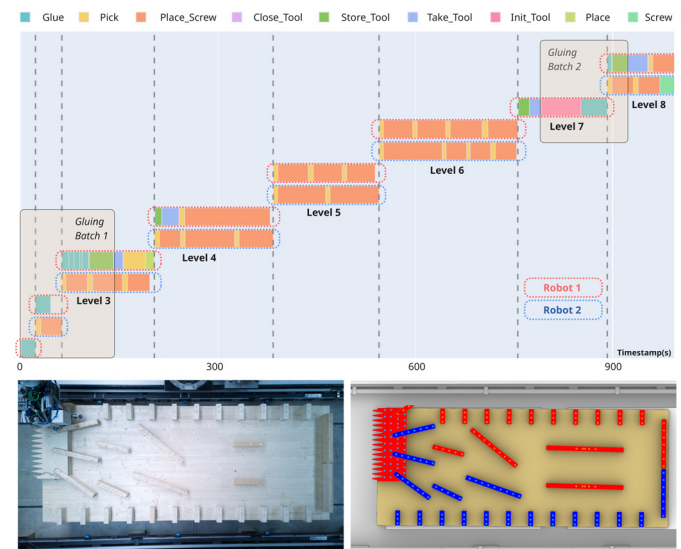 Glue Pick Place_Screw Close_Tool Store_Tool Take_Tool Init_Tool Place Screw
Gluing
Batch 2
Level 8
Level 7
Level 6
Level 5
Gluing
Batch 1
Level 4
Level 3
Robot 1
Robot 2
Timestamp(s)
0 300 600 900